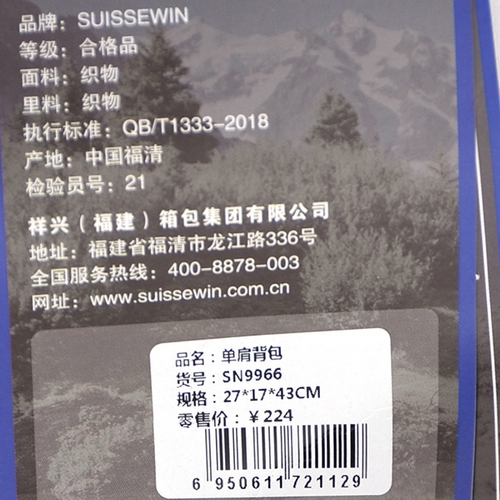 品牌：SUISSEWIN
等级：合格品
面料：织物
里料：织物
执行标准：QB/T1333-2018
产地：中国福清
检验员号：21
祥兴（福建）箱包集团有限公司
地址：福建省福清市龙江路336号
全国服务热线：400-8878-003
网址：www.suissewin.com.cn
品名：单肩背包
货号：SN9966
规格：27*17*43CM
零售价：￥224
6 950611 721129